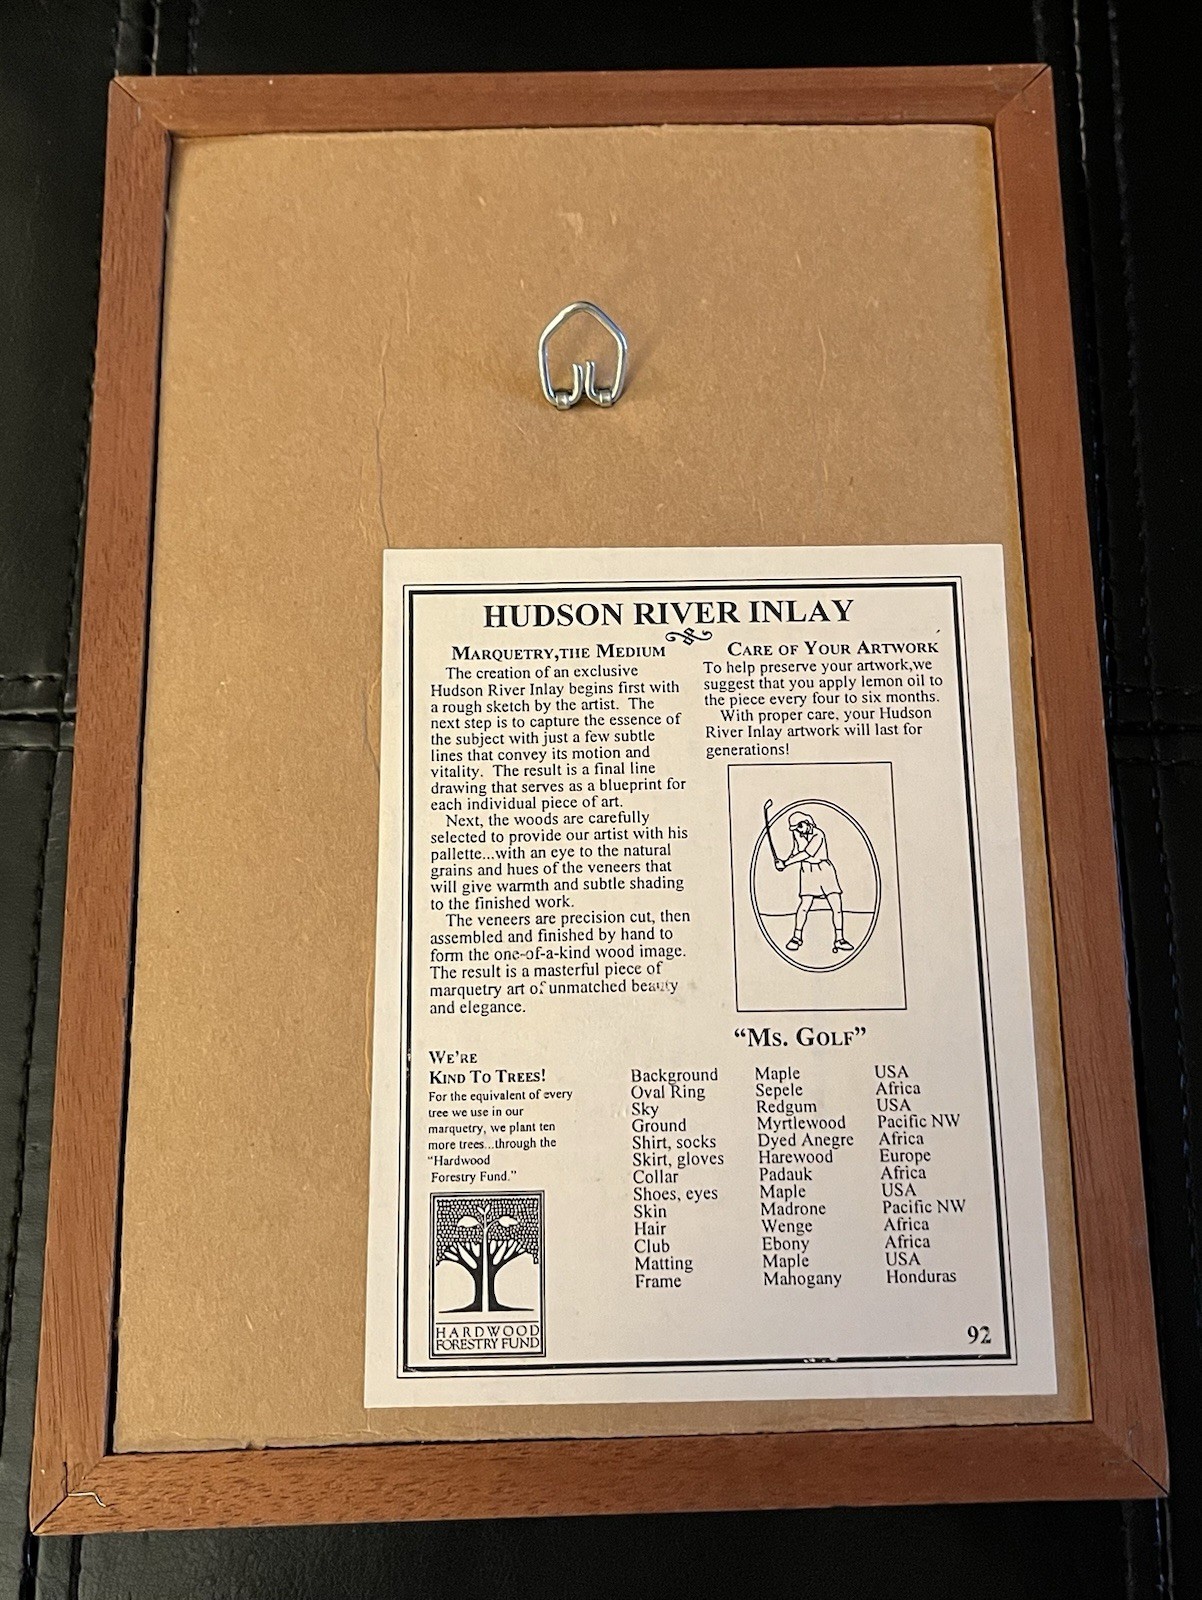 HUDSON RIVER INLAY
MARQUETRY,THE MEDIUM
The creation of an exclusive
Hudson River Inlay begins first with
a rough sketch by the artist. The
next step is to capture the essence of
the subject with just a few subtle
lines that convey its motion and
vitality. The result is a final line
drawing that serves as a blueprint for
each individual piece of art.
Next, the woods are carefully
selected to provide our artist with his
pallette...with an eye to the natural
grains and hues of the veneers that
will give warmth and subtle shading
to the finished work.
The veneers are precision cut, then
assembled and finished by hand to
form the one-of-a-kind wood image.
The result is a masterful piece of
marquetry art of unmatched beauty
and elegance.
CARE OF YOUR ARTWORK
To help preserve your artwork,we
suggest that you apply lemon oil to
the piece every four to six months.
With proper care, your Hudson
River Inlay artwork will last for
generations!
"MS. GOLF"
WE'RE
KIND TO TREES!
For the equivalent of every
tree we use in our
marquetry, we plant ten
more trees...through the
"Hardwood
Forestry Fund."
HARDWOOD
FORESTRY FUND
Background Maple USA
Oval Ring Sepele Africa
Sky Redgum USA
Ground Myrtlewood Pacific NW
Shirt, socks Dyed Anegre Africa
Skirt, gloves Harewood Europe
Collar Padauk Africa
Shoes, eyes Maple USA
Skin Madrone Pacific NW
Hair Wenge Africa
Club Ebony Africa
Matting Maple USA
Frame Mahogany Honduras
92